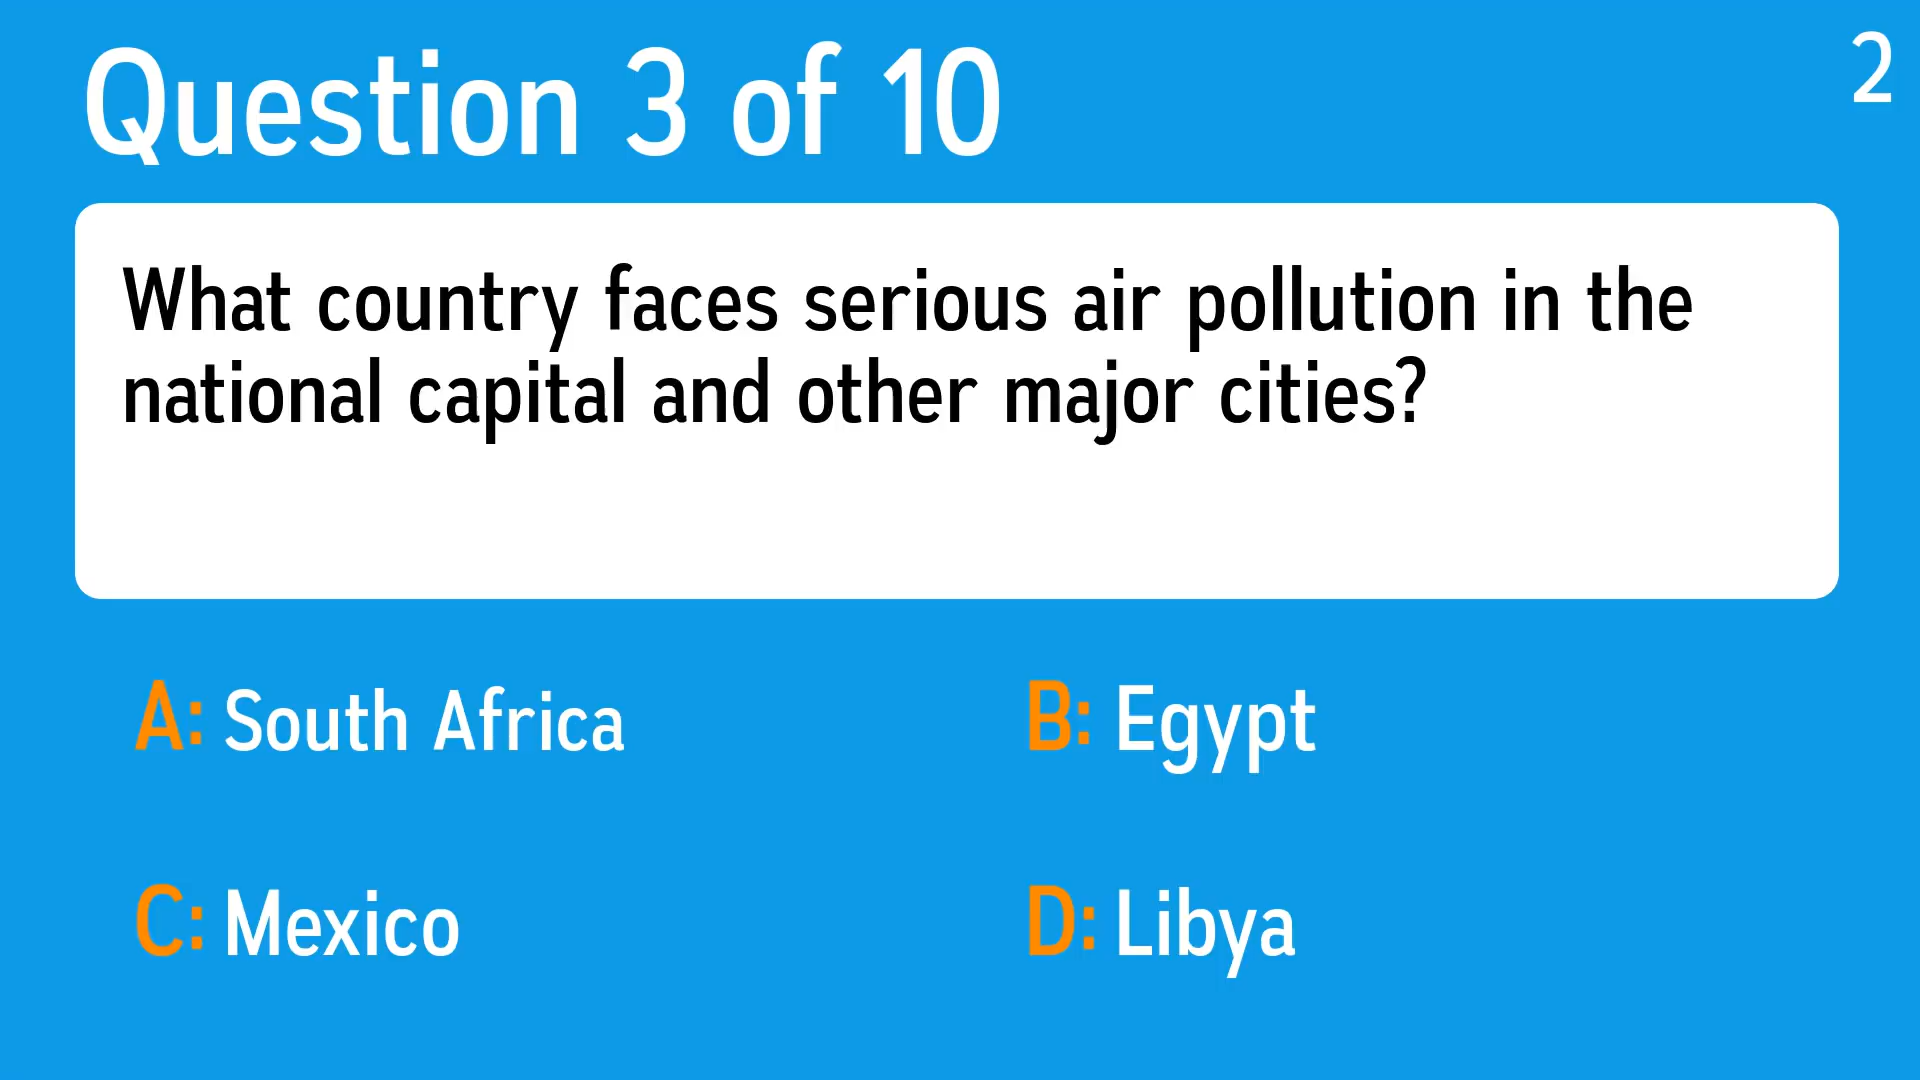 Question 3 of 10
2
What country faces serious air pollution in the
national capital and other major cities?
A: South Africa
B: Egypt
C: Mexico
D: Libya